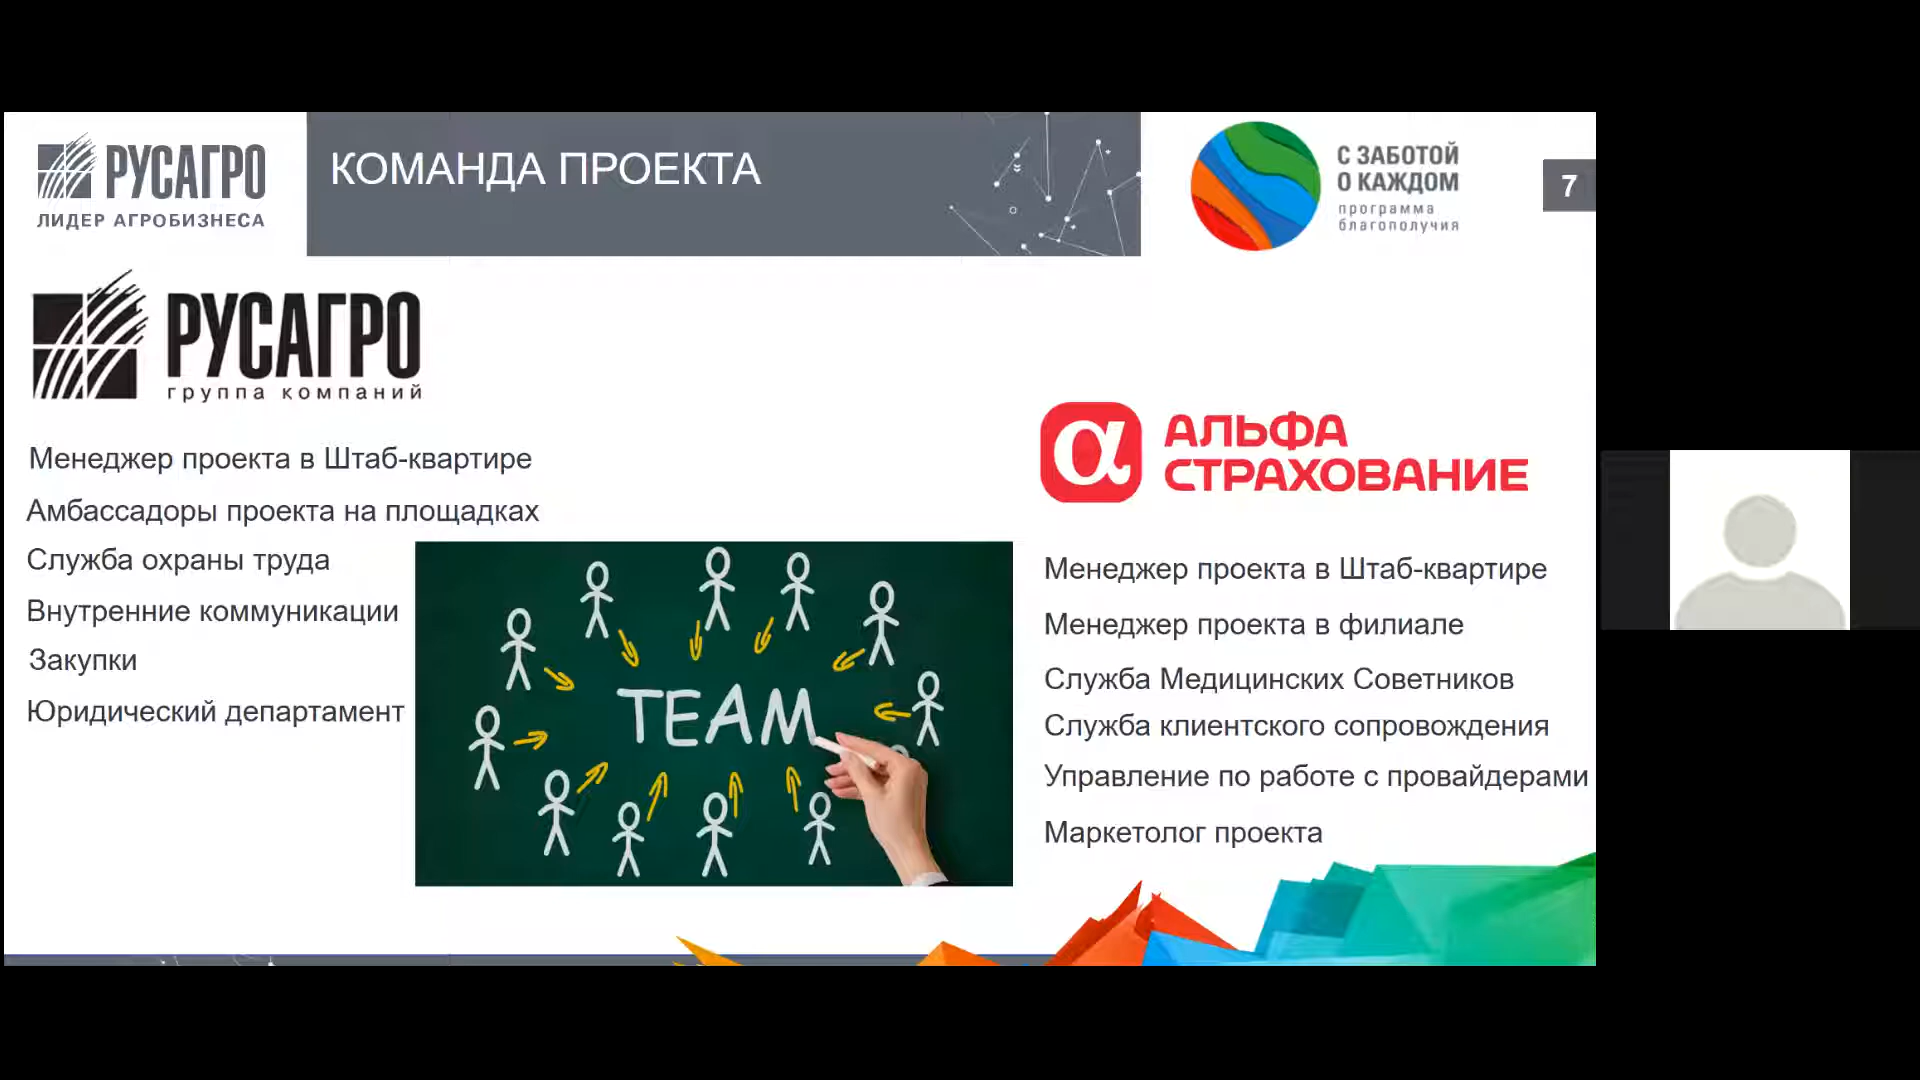 РУСАГРО
ЛИДЕР АГРОБИЗНЕСА
КОМАНДА ПРОЕКТА
С ЗАБОТОЙ
О КАЖДОМ
программа
благополучия
7
РУСАГРО
группа компаний
Менеджер проекта в Штаб-квартире
Амбассадоры проекта на площадках
Служба охраны труда
Внутренние коммуникации
Закупки
Юридический департамент
TEAM
α
АЛЬФА
СТРАХОВАНИЕ
Менеджер проекта в Штаб-квартире
Менеджер проекта в филиале
Служба Медицинских Советников
Служба клиентского сопровождения
Управление по работе с провайдерами
Маркетолог проекта